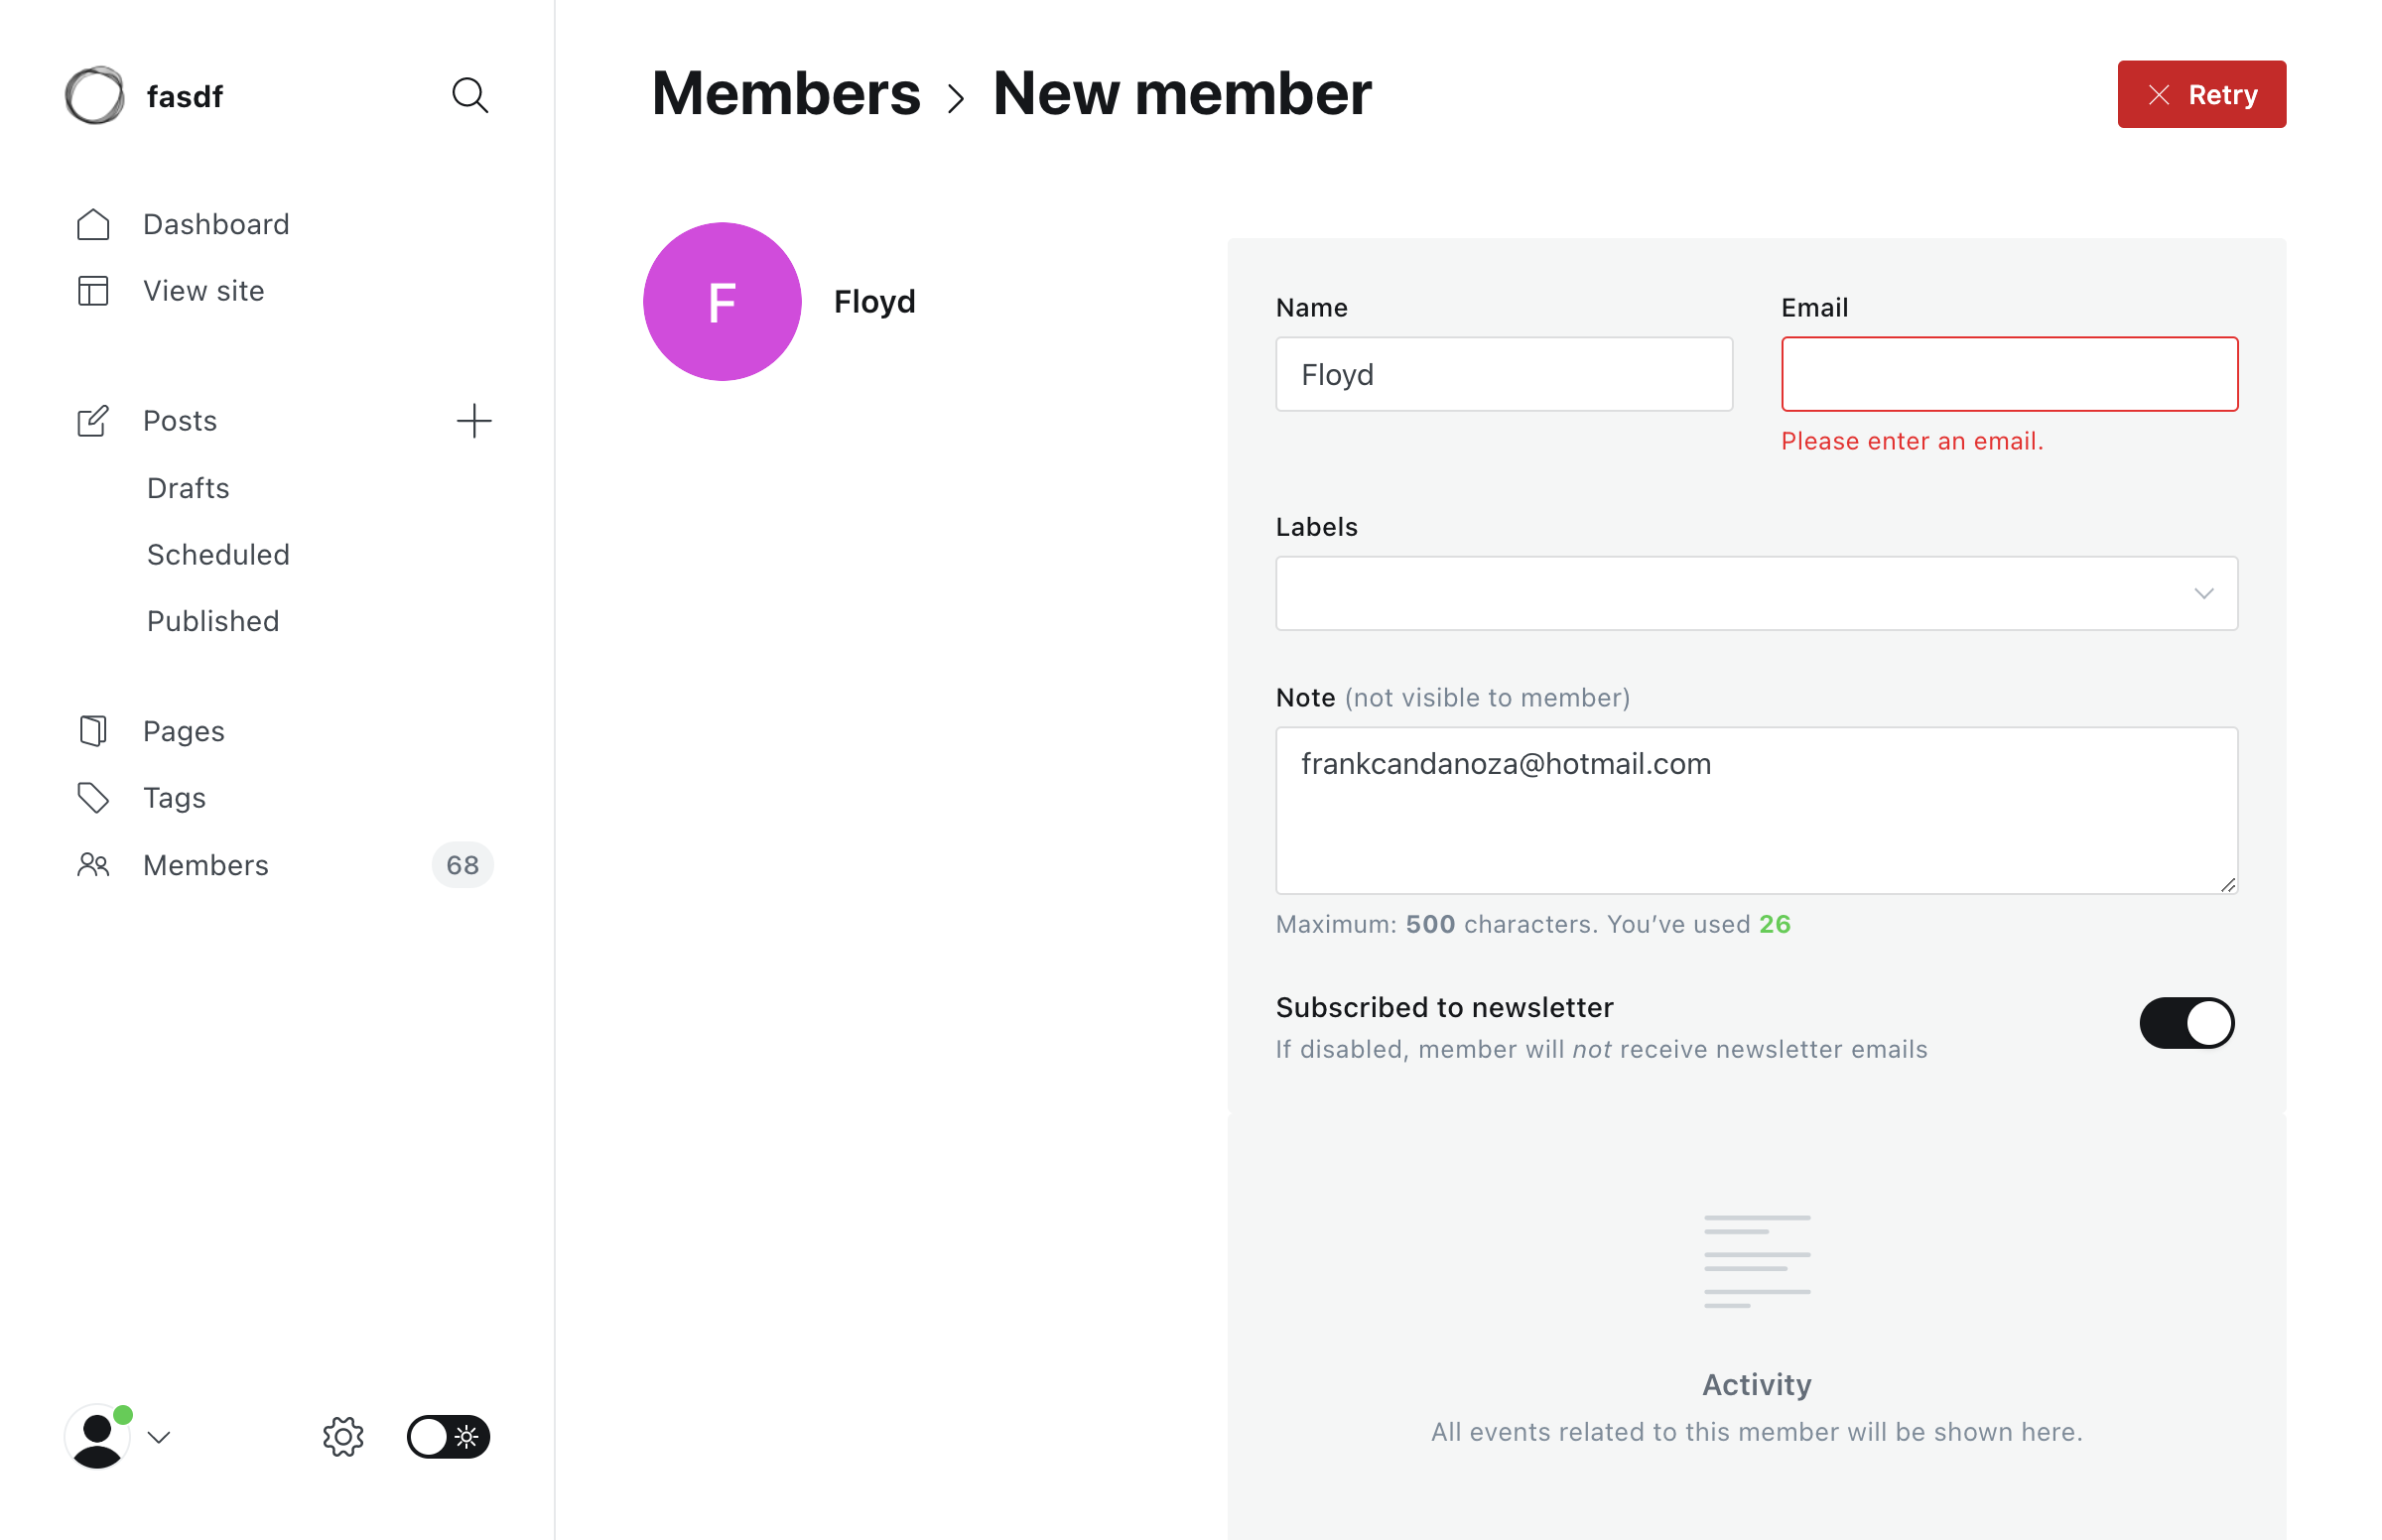 fasdf
Dashboard
View site
Posts
Drafts
Scheduled
Published
Pages
Tags
Members 68
Members > New member
Retry
F
Floyd
Name
Floyd
Email
Please enter an email.
Labels
Note (not visible to member)
frankcandanoza@hotmail.com
Maximum: 500 characters. You’ve used 26
Subscribed to newsletter
If disabled, member will not receive newsletter emails
Activity
All events related to this member will be shown here.